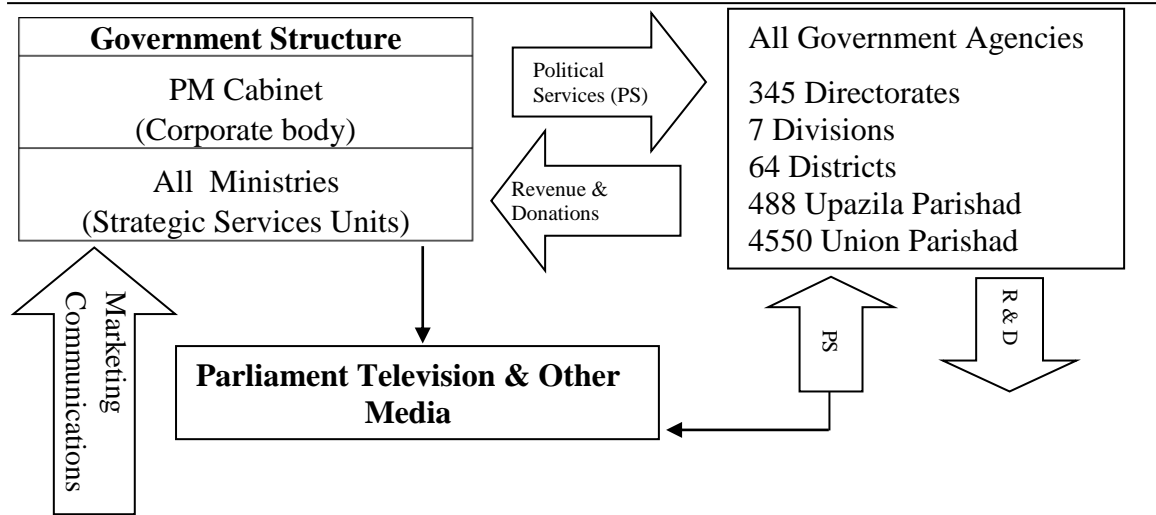 Government Structure
PM Cabinet
(Corporate body)
All Ministries
(Strategic Services Units)
Political
Services (PS)
Revenue &
Donations
All Government Agencies
345 Directorates
7 Divisions
64 Districts
488 Upazila Parishad
4550 Union Parishad
Marketing
Communications
Parliament Television & Other
Media
PS
R & D